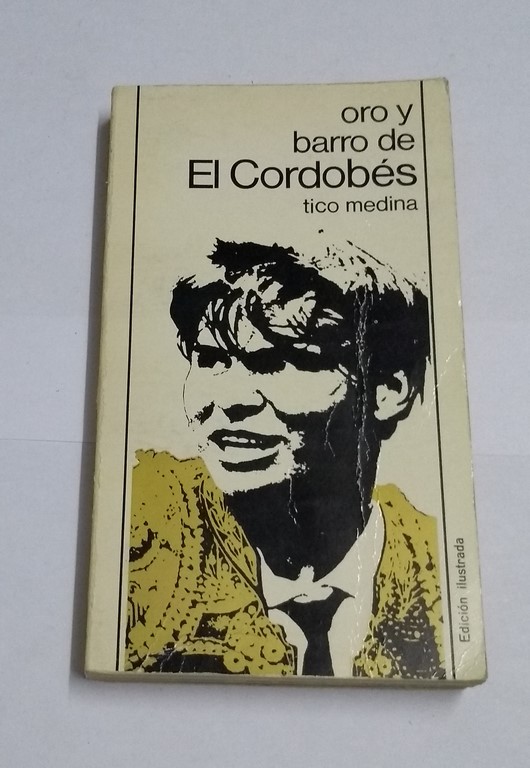 oro y
barro de
El Cordobés
tico medina
Edición ilustrada